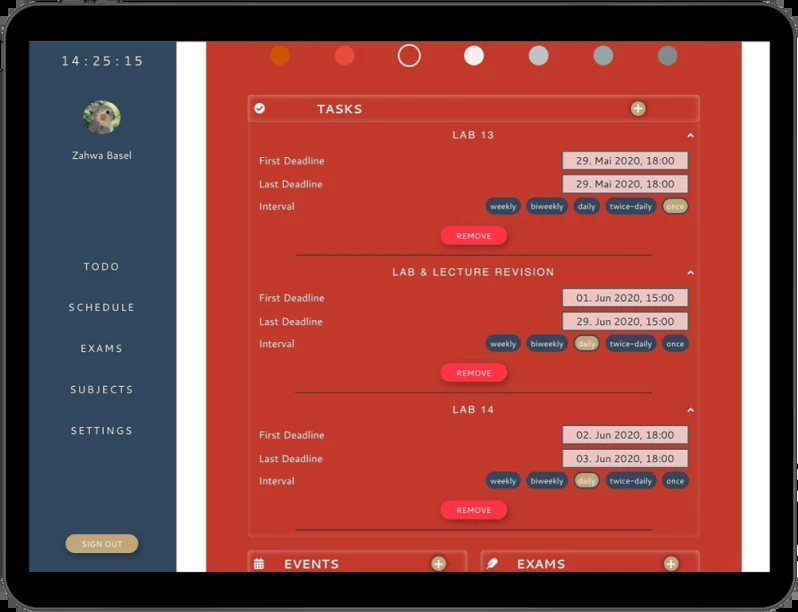 14:25:15
Zahwa Basel
TODO
SCHEDULE
EXAMS
SUBJECTS
SETTINGS
SIGN OUT
TASKS
LAB 13
First Deadline 29. Mai 2020, 18:00
Last Deadline 29. Mai 2020, 18:00
Interval weekly biweekly daily twice-daily once
REMOVE
LAB & LECTURE REVISION
First Deadline 01. Jun 2020, 15:00
Last Deadline 29. Jun 2020, 15:00
Interval weekly biweekly daily twice-daily once
REMOVE
LAB 14
First Deadline 02. Jun 2020, 18:00
Last Deadline 03. Jun 2020, 18:00
Interval weekly biweekly daily twice-daily once
REMOVE
EVENTS EXAMS